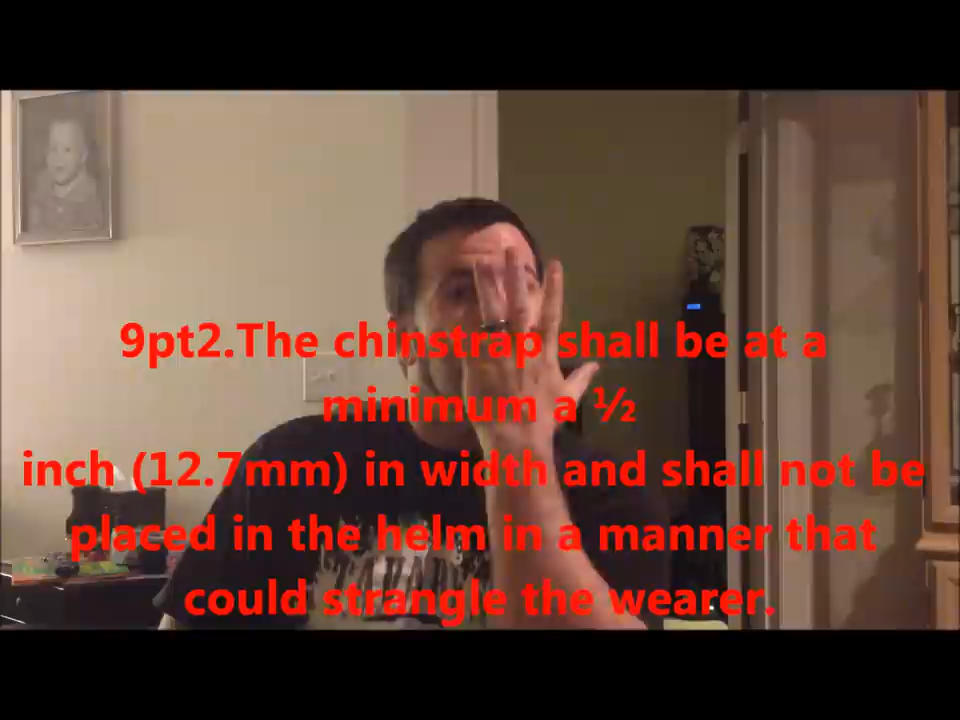 9pt2.The chinstrap shall be at a
minimum a ½
inch (12.7mm) in width and shall not be
placed in the helm in a manner that
could strangle the wearer.